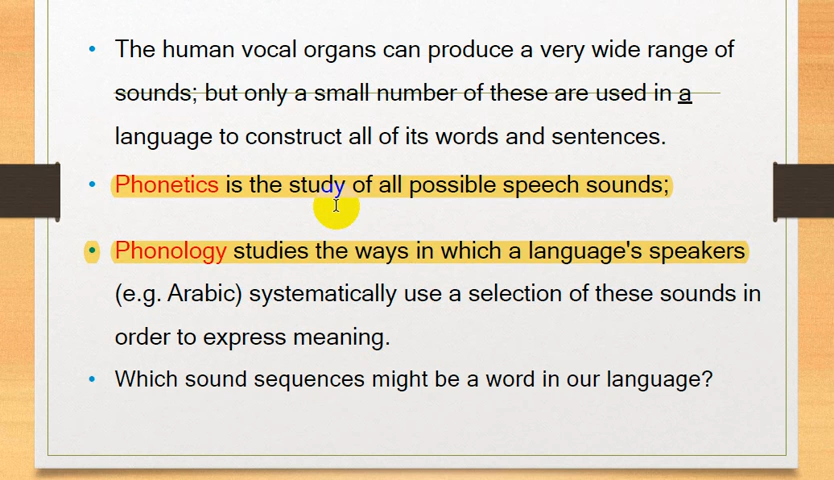 • The human vocal organs can produce a very wide range of
sounds; but only a small number of these are used in a
language to construct all of its words and sentences.
• Phonetics is the study of all possible speech sounds;
• Phonology studies the ways in which a language's speakers
(e.g. Arabic) systematically use a selection of these sounds in
order to express meaning.
• Which sound sequences might be a word in our language?